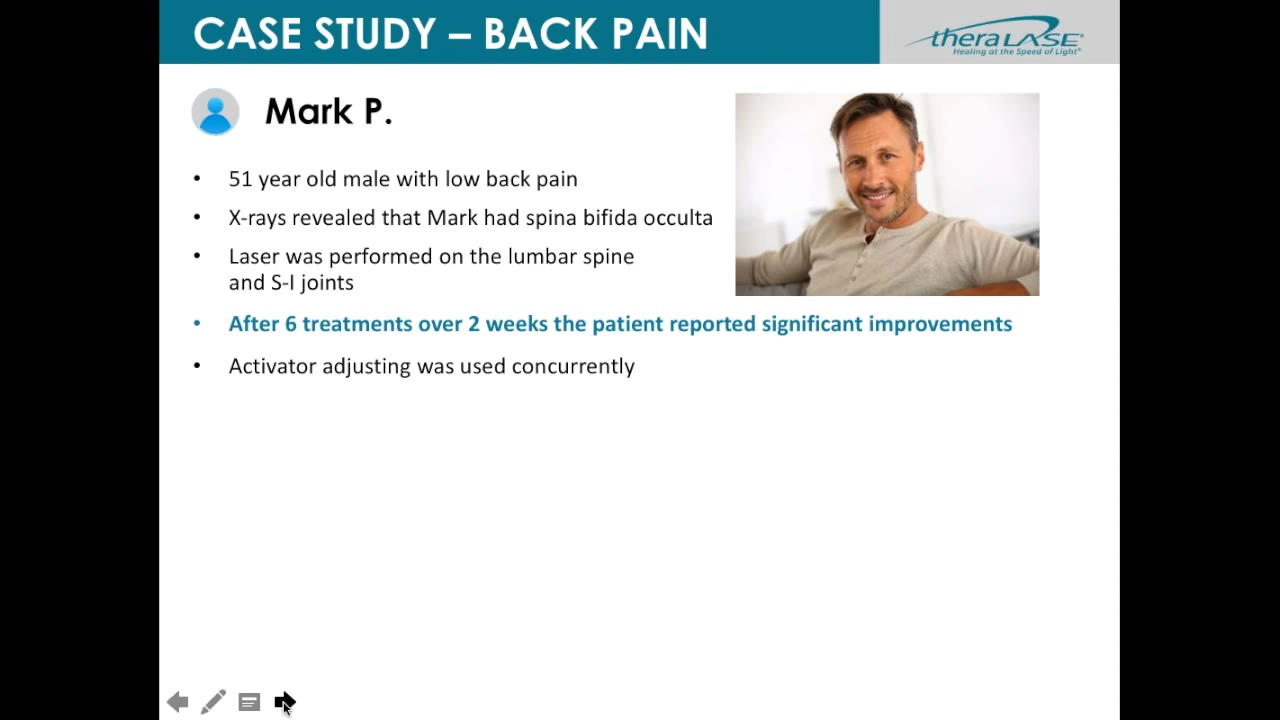 CASE STUDY – BACK PAIN
theraLASE®
Healing at the Speed of Light®
Mark P.
• 51 year old male with low back pain
• X-rays revealed that Mark had spina bifida occulta
• Laser was performed on the lumbar spine
and S-I joints
• After 6 treatments over 2 weeks the patient reported significant improvements
• Activator adjusting was used concurrently